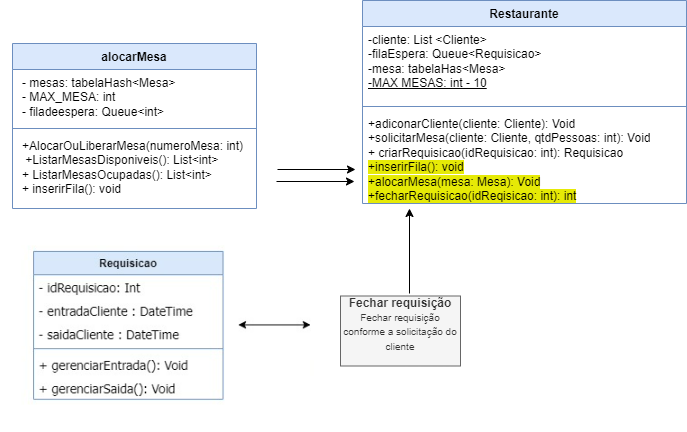 alocarMesa
- mesas: tabelaHash<Mesa>
- MAX_MESA: int
- filadeespera: Queue<int>
+AlocarOuLiberarMesa(numeroMesa: int)
+ListarMesasDisponiveis(): List<int>
+ ListarMesasOcupadas(): List<int>
+ inserirFila(): void
Restaurante
-cliente: List <Cliente>
-filaEspera: Queue<Requisicao>
-mesa: tabelaHas<Mesa>
-MAX MESAS: int - 10
+adiconarCliente(cliente: Cliente): Void
+solicitarMesa(cliente: Cliente, qtdPessoas: int): Void
+ criarRequisicao(idRequisicao: int): Requisicao
+inserirFila(): void
+alocarMesa(mesa: Mesa): Void
+fecharRequisicao(idReqisicao: int): int
Requisicao
- idRequisicao: Int
- entradaCliente : DateTime
- saidaCliente : DateTime
+ gerenciarEntrada(): Void
+ gerenciarSaida(): Void
Fechar requisição
Fechar requisição
conforme a solicitação do
cliente